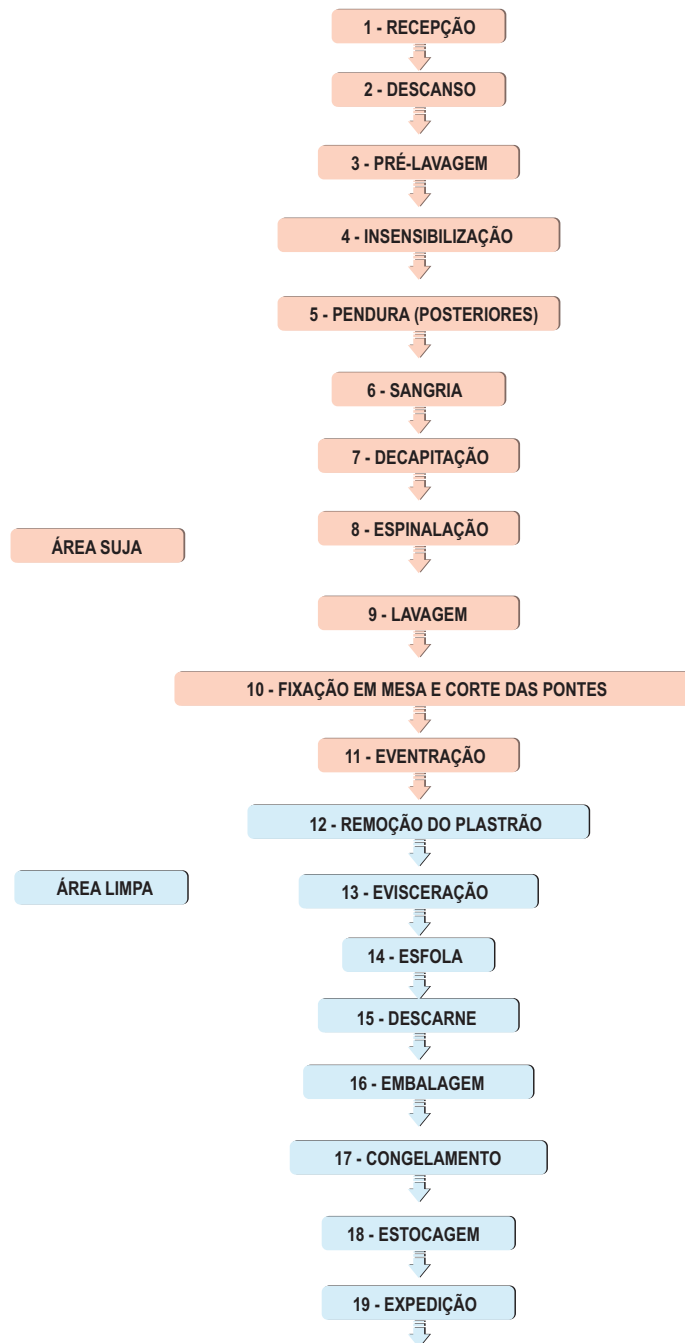 1 - RECEPÇÃO
2 - DESCANSO
3 - PRÉ-LAVAGEM
4 - INSENSIBILIZAÇÃO
5 - PENDURA (POSTERIORES)
6 - SANGRIA
7 - DECAPITAÇÃO
8 - ESPINALAÇÃO
ÁREA SUJA
9 - LAVAGEM
10 - FIXAÇÃO EM MESA E CORTE DAS PONTES
11 - EVENTRAÇÃO
12 - REMOÇÃO DO PLASTRÃO
ÁREA LIMPA
13 - EVISCERAÇÃO
14 - ESFOLA
15 - DESCARNE
16 - EMBALAGEM
17 - CONGELAMENTO
18 - ESTOCAGEM
19 - EXPEDIÇÃO